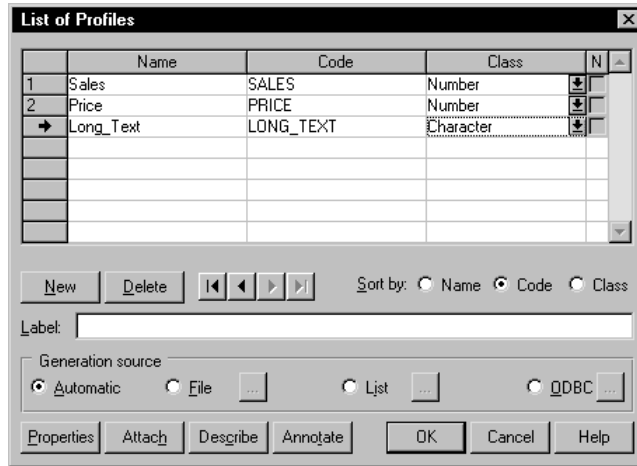 List of Profiles
Name Code Class N
1 Sales SALES Number
2 Price PRICE Number
Long_Text LONG_TEXT Character
New Delete Sort by: Name Code Class
Label:
Generation source
Automatic File ... List ... ODBC ...
Properties Attach Describe Annotate OK Cancel Help